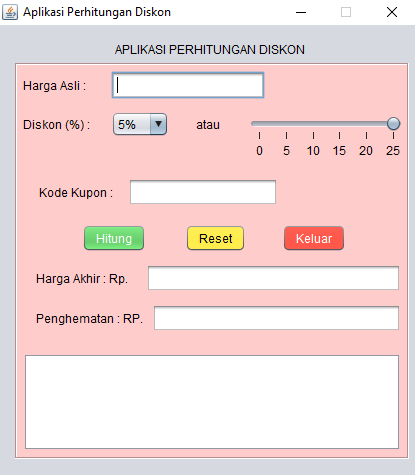 Aplikasi Perhitungan Diskon
APLIKASI PERHITUNGAN DISKON
Harga Asli :
Diskon (%) : 5% atau
0 5 10 15 20 25
Kode Kupon :
Hitung Reset Keluar
Harga Akhir : Rp.
Penghematan : RP.